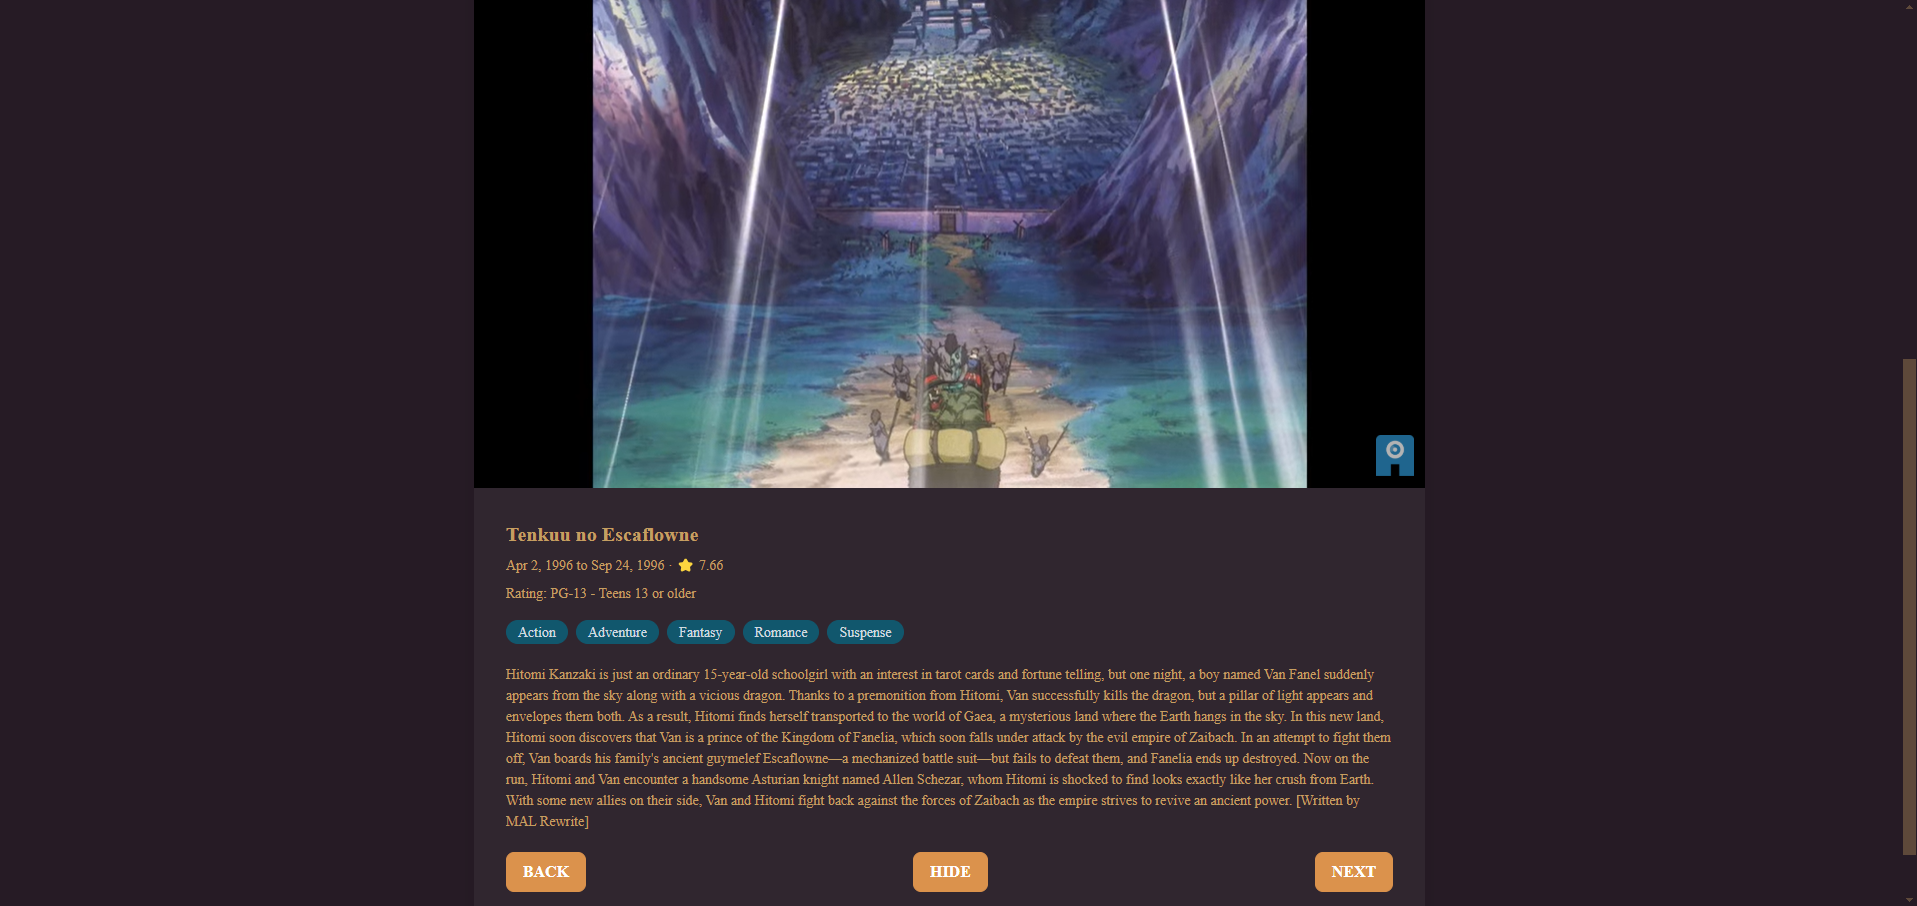 Tenkuu no Escaflowne
Apr 2, 1996 to Sep 24, 1996 · ⭐ 7.66
Rating: PG-13 - Teens 13 or older
Action Adventure Fantasy Romance Suspense
Hitomi Kanzaki is just an ordinary 15-year-old schoolgirl with an interest in tarot cards and fortune telling, but one night, a boy named Van Fanel suddenly
appears from the sky along with a vicious dragon. Thanks to a premonition from Hitomi, Van successfully kills the dragon, but a pillar of light appears and
envelopes them both. As a result, Hitomi finds herself transported to the world of Gaea, a mysterious land where the Earth hangs in the sky. In this new land,
Hitomi soon discovers that Van is a prince of the Kingdom of Fanelia, which soon falls under attack by the evil empire of Zaibach. In an attempt to fight them
off, Van boards his family's ancient guymelef Escaflowne—a mechanized battle suit—but fails to defeat them, and Fanelia ends up destroyed. Now on the
run, Hitomi and Van encounter a handsome Asturian knight named Allen Schezar, whom Hitomi is shocked to find looks exactly like her crush from Earth.
With some new allies on their side, Van and Hitomi fight back against the forces of Zaibach as the empire strives to revive an ancient power. [Written by
MAL Rewrite]
BACK HIDE NEXT